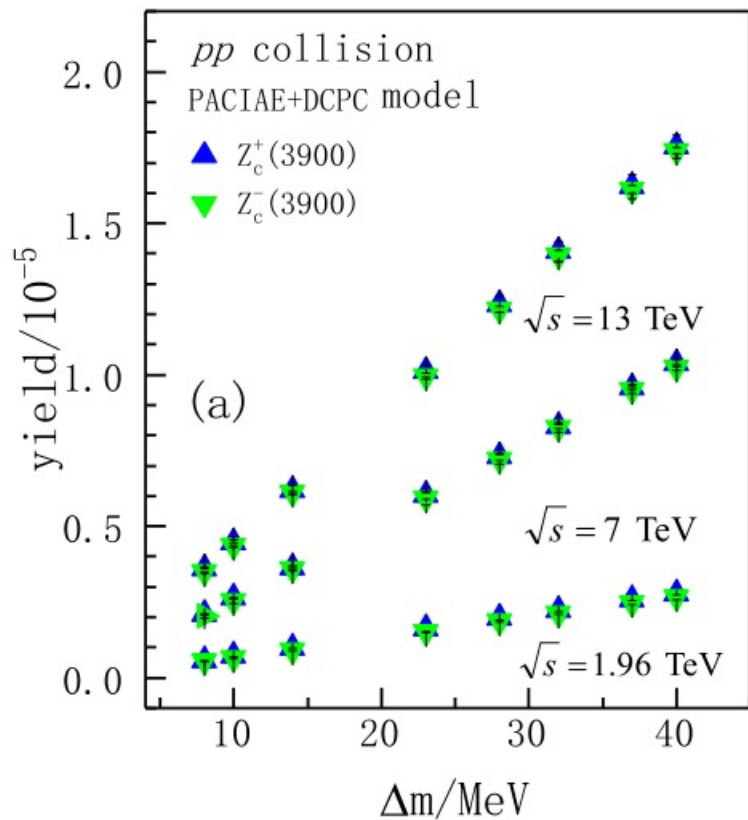 pp collision
PACIAE+DCPC model
Z_c^+(3900)
Z_c^-(3900)
2.0
1.5
1.0
0.5
0.0
yield/10^-5
(a)
√s = 13 TeV
√s = 7 TeV
√s = 1.96 TeV
10 20 30 40
Δm/MeV